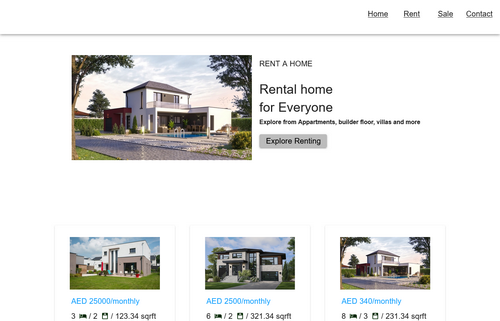 Home Rent Sale Contact
RENT A HOME
Rental home
for Everyone
Explore from Appartments, builder floor, villas and more
Explore Renting
AED 25000/monthly
3 / 2 / 123.34 sqrft
AED 2500/monthly
6 / 2 / 321.34 sqrft
AED 340/monthly
8 / 3 / 231.34 sqrft